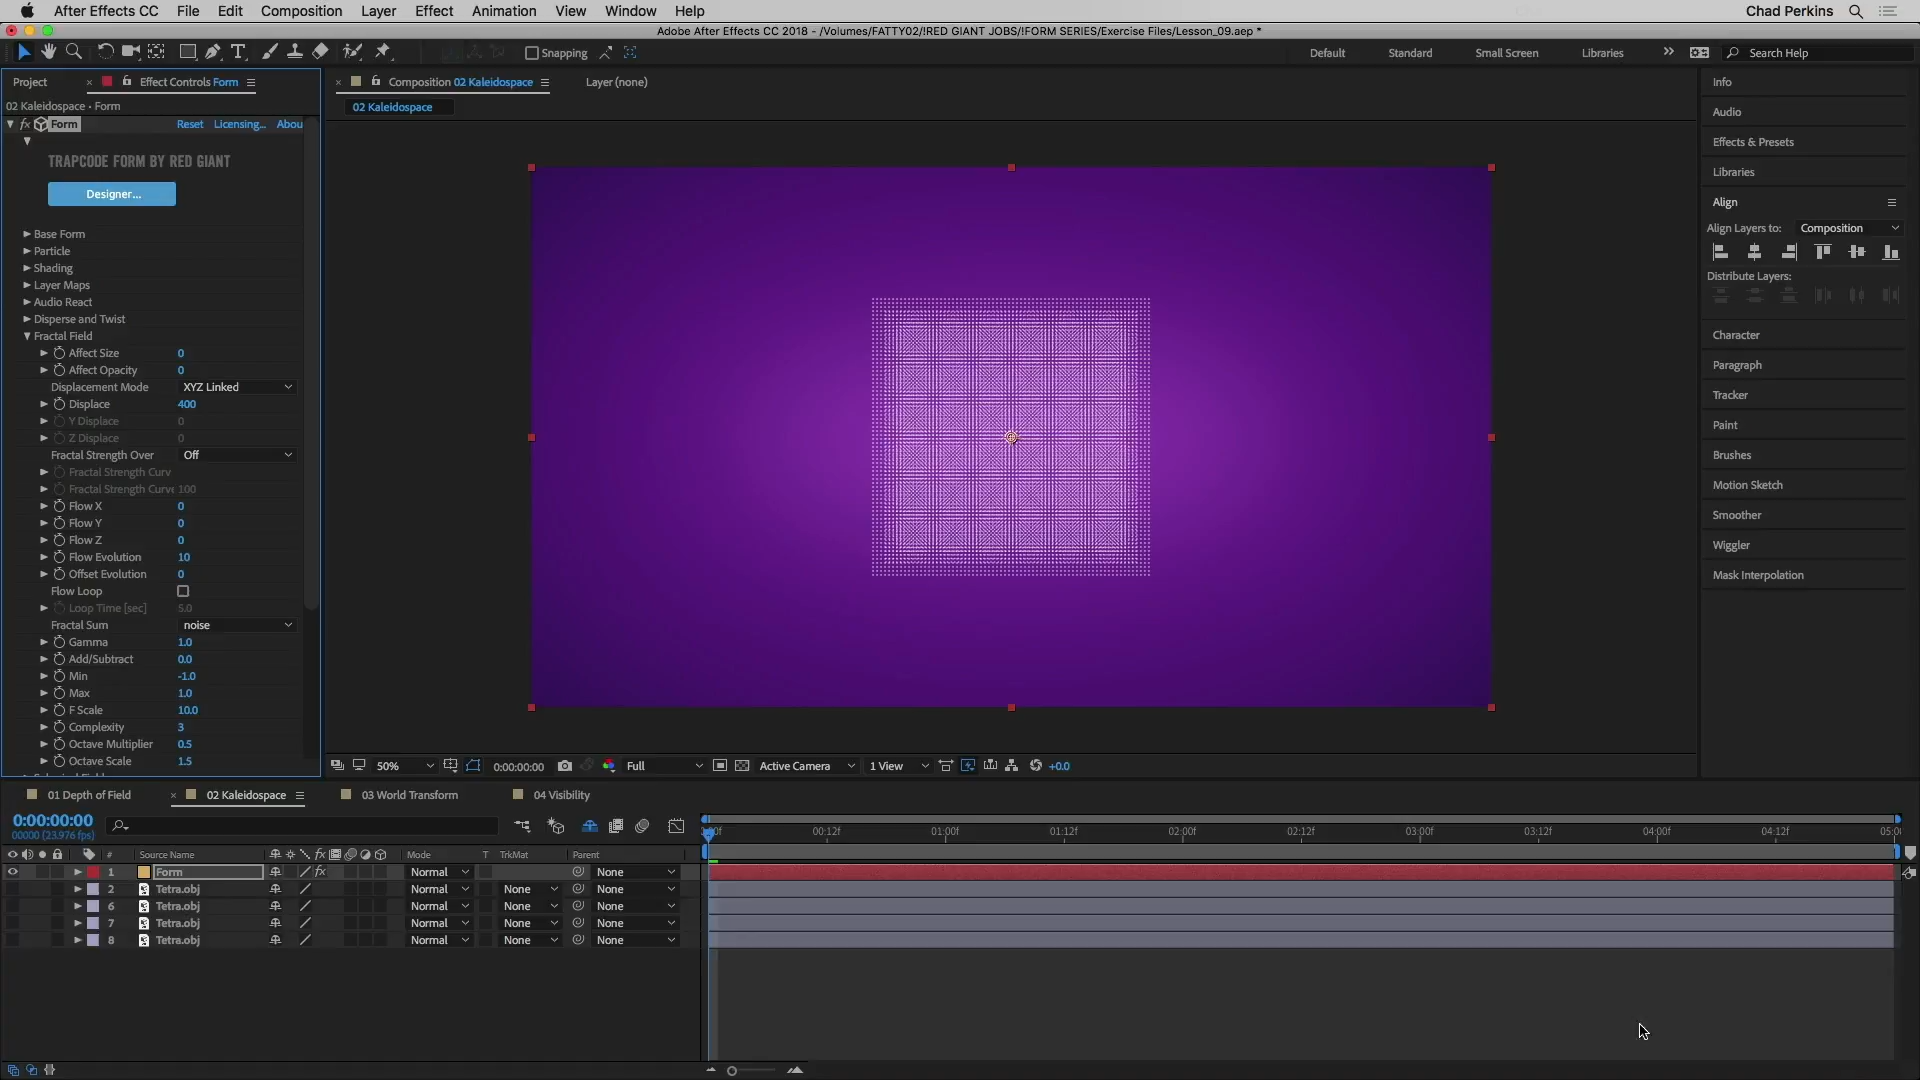 After Effects CC File Edit Composition Layer Effect Animation View Window Help Chad Perkins
Adobe After Effects CC 2018 - /Volumes/FATTY02/!RED GIANT JOBS/!FORM SERIES/Exercise Files/Lesson_09.aep *
Snapping Default Standard Small Screen Libraries Search Help
Project Effect Controls Form
02 Kaleidospace • Form
fx Form Reset Licensing... Abou
TRAPCODE FORM BY RED GIANT
Designer...
Base Form
Particle
Shading
Layer Maps
Audio React
Disperse and Twist
Fractal Field
Affect Size 0
Affect Opacity 0
Displacement Mode XYZ Linked
Displace 400
Y Displace 0
Z Displace 0
Fractal Strength Over Off
Fractal Strength Curv
Fractal Strength Curve 100
Flow X 0
Flow Y 0
Flow Z 0
Flow Evolution 10
Offset Evolution 0
Flow Loop
Loop Time [sec] 5.0
Fractal Sum noise
Gamma 1.0
Add/Subtract 0.0
Min -1.0
Max 1.0
F Scale 10.0
Complexity 3
Octave Multiplier 0.5
Octave Scale 1.5
Composition 02 Kaleidospace Layer (none)
02 Kaleidospace
50% 0:00:00:00 Full Active Camera 1 View +0.0
Info
Audio
Effects & Presets
Libraries
Align
Align Layers to: Composition
Distribute Layers:
Character
Paragraph
Tracker
Paint
Brushes
Motion Sketch
Smoother
Wiggler
Mask Interpolation
01 Depth of Field 02 Kaleidospace 03 World Transform 04 Visibility
0:00:00:00
00000 (23.976 fps)
00:12f 01:00f 01:12f 02:00f 02:12f 03:00f 03:12f 04:00f 04:12f
# Source Name fx Mode T TrkMat Parent
1 Form fx Normal None
2 Tetra.obj Normal None None
6 Tetra.obj Normal None None
7 Tetra.obj Normal None None
8 Tetra.obj Normal None None